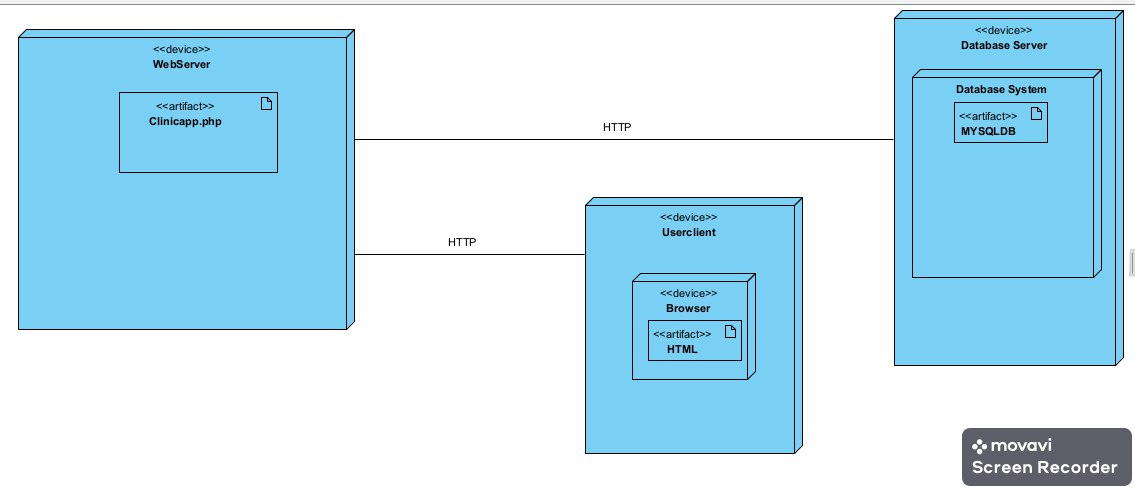 <<device>>
WebServer
<<artifact>>
Clinicapp.php
HTTP
HTTP
<<device>>
Userclient
<<device>>
Browser
<<artifact>>
HTML
<<device>>
Database Server
Database System
<<artifact>>
MYSQLDB
movavi
Screen Recorder